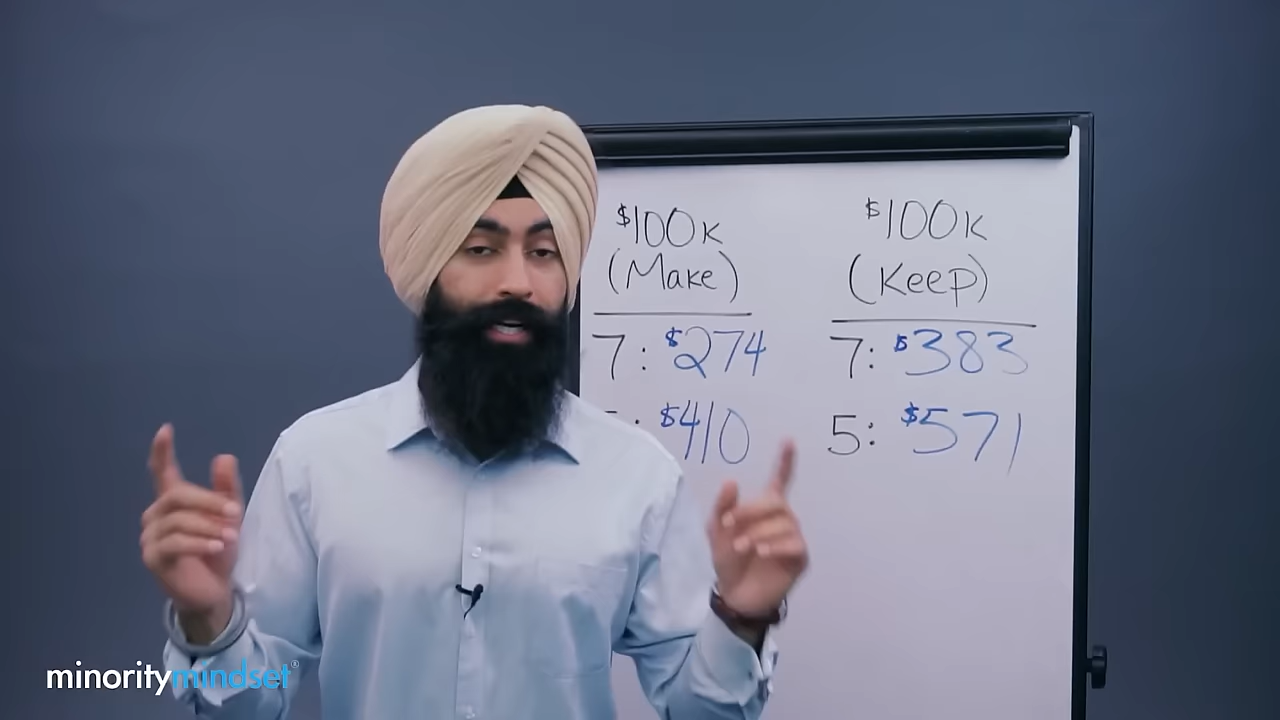 $100K
(Make)
7: $274
: $410
$100K
(Keep)
7: $383
5: $571
minoritymindset®